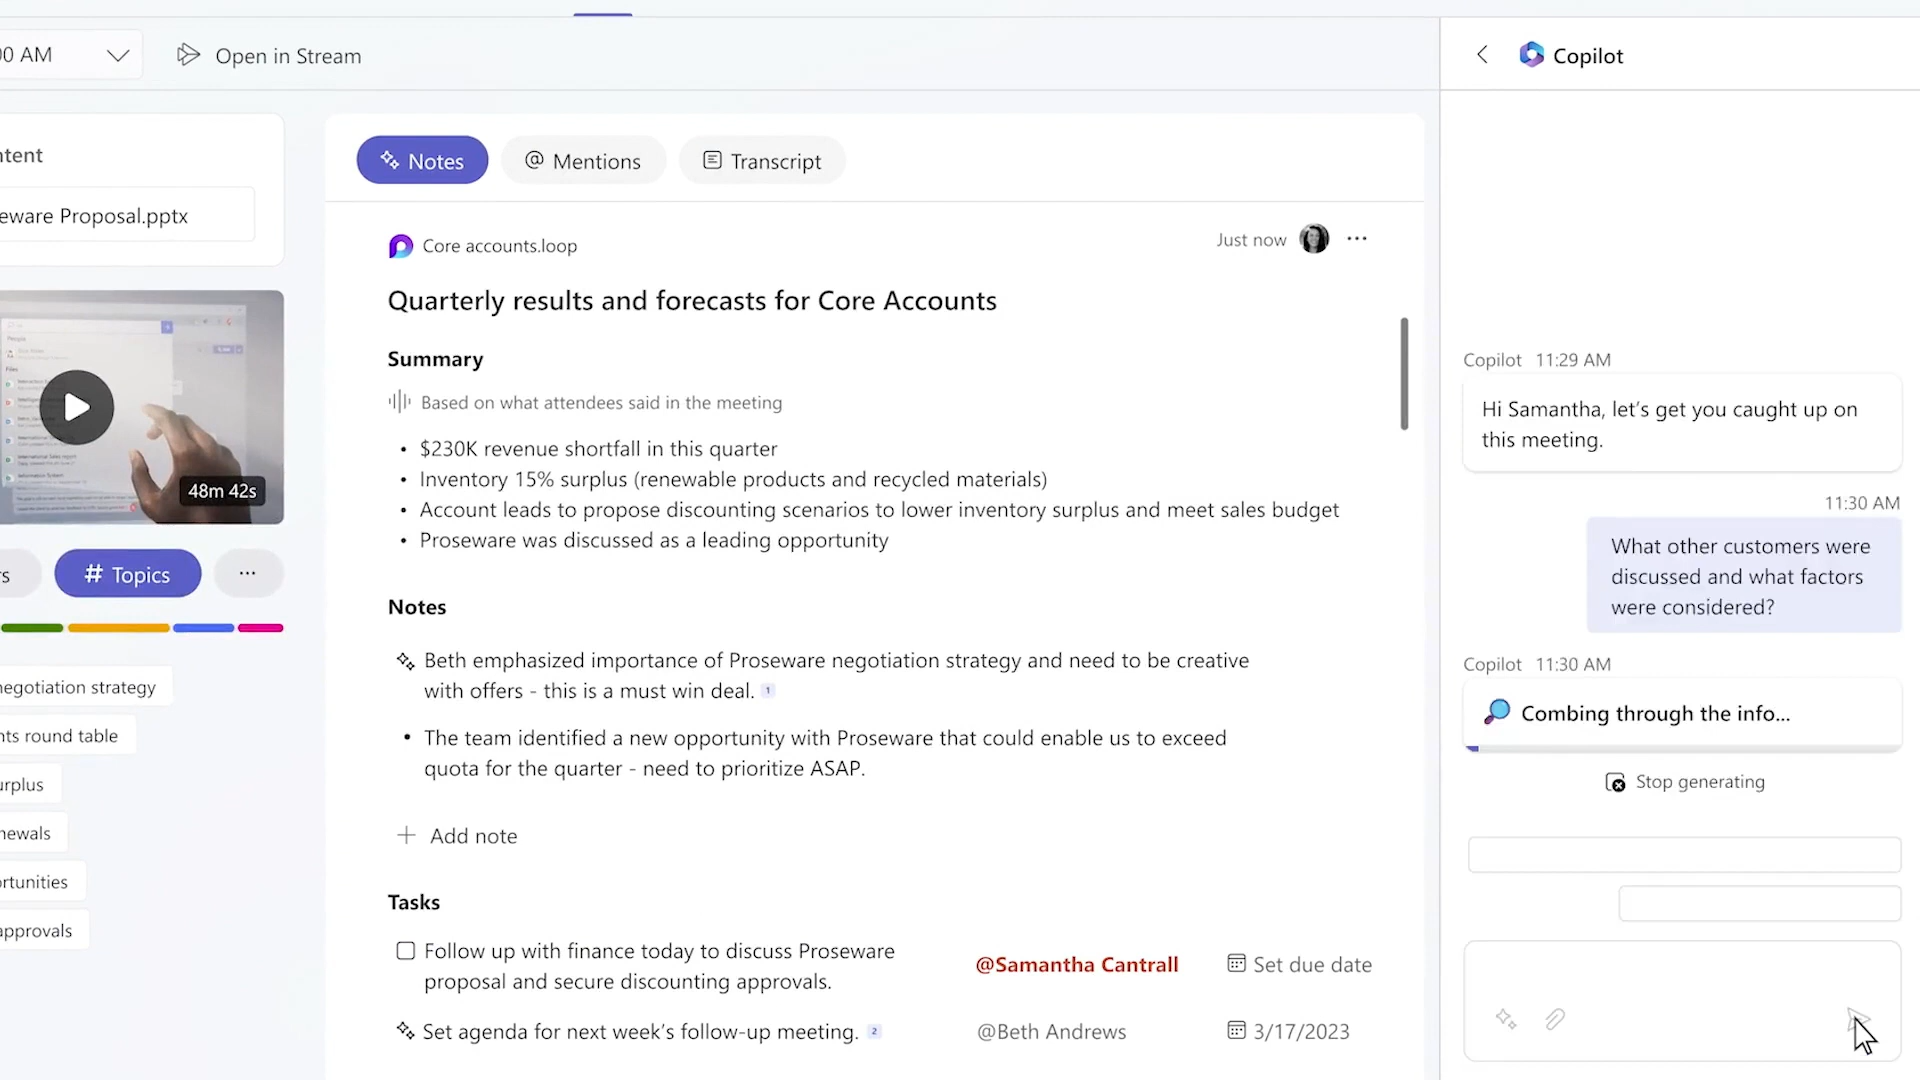 00 AM
Open in Stream
Copilot
ntent
eware Proposal.pptx
48m 42s
rs
# Topics
...
negotiation strategy
nts round table
urplus
newals
ortunities
approvals
Notes
@ Mentions
Transcript
Core accounts.loop
Just now
...
Quarterly results and forecasts for Core Accounts
Summary
Based on what attendees said in the meeting
• $230K revenue shortfall in this quarter
• Inventory 15% surplus (renewable products and recycled materials)
• Account leads to propose discounting scenarios to lower inventory surplus and meet sales budget
• Proseware was discussed as a leading opportunity
Notes
Beth emphasized importance of Proseware negotiation strategy and need to be creative
with offers - this is a must win deal. 1
• The team identified a new opportunity with Proseware that could enable us to exceed
quota for the quarter - need to prioritize ASAP.
+ Add note
Tasks
Follow up with finance today to discuss Proseware
proposal and secure discounting approvals.
@Samantha Cantrall
Set due date
Set agenda for next week’s follow-up meeting. 2
@Beth Andrews
3/17/2023
Copilot 11:29 AM
Hi Samantha, let’s get you caught up on
this meeting.
11:30 AM
What other customers were
discussed and what factors
were considered?
Copilot 11:30 AM
Combing through the info...
Stop generating